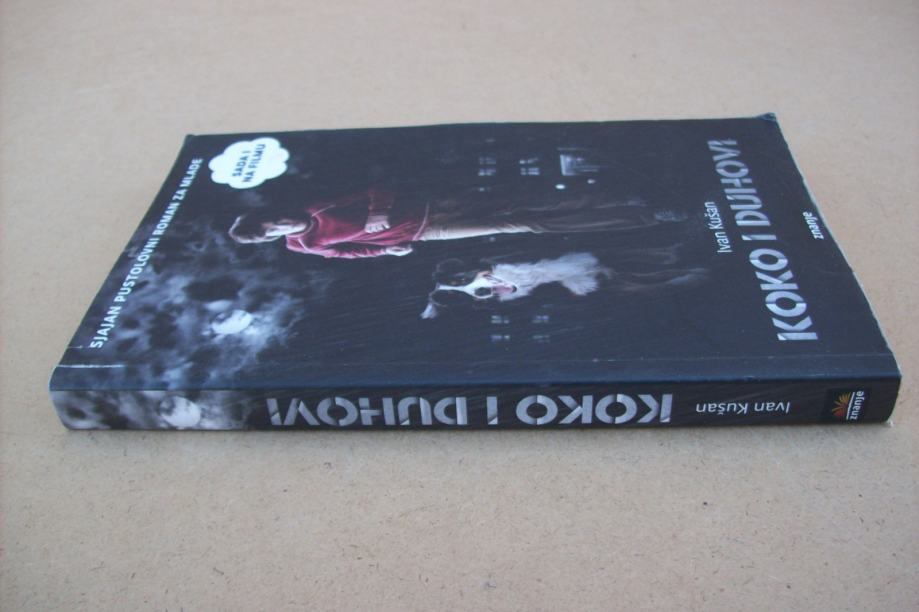 SJAJAN PUSTOLOVNI ROMAN ZA MLADE
SADA I
NA FILMU
Ivan Kušan
KOKO I DUHOVI
znanje
KOKO I DUHOVI
Ivan Kušan
znanje